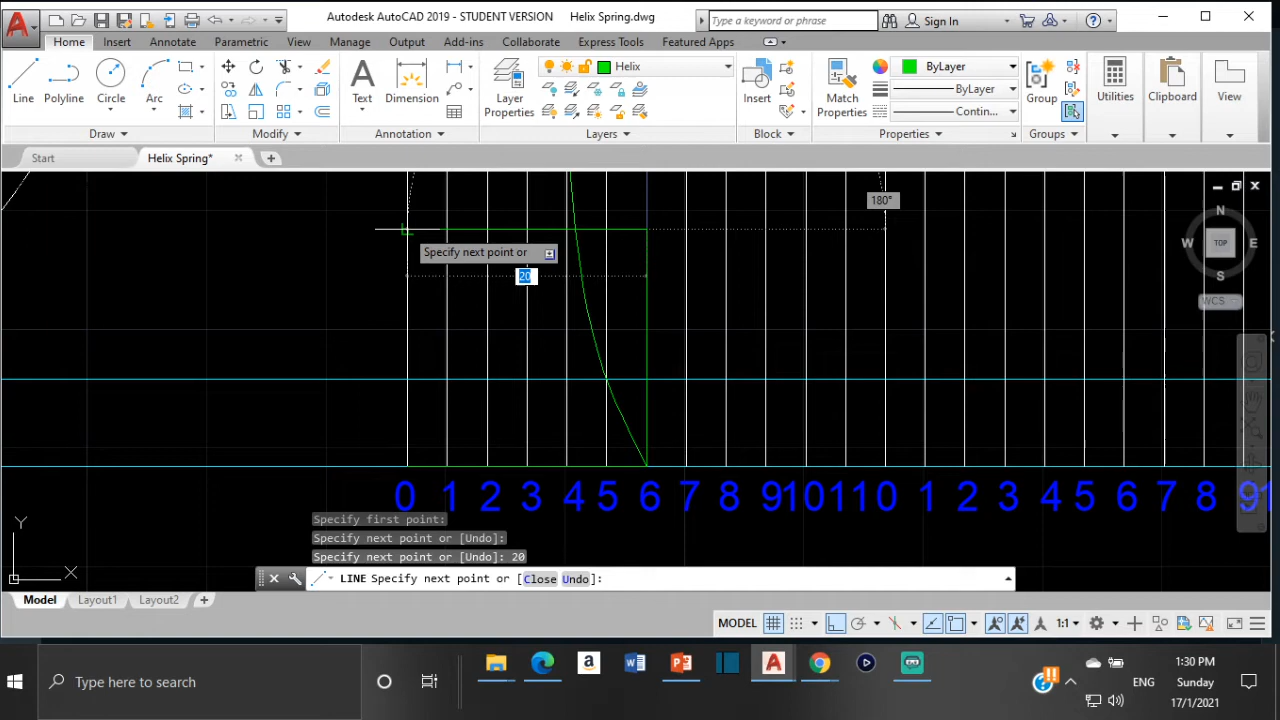 Autodesk AutoCAD 2019 - STUDENT VERSION Helix Spring.dwg
Type a keyword or phrase
Sign In
Home Insert Annotate Parametric View Manage Output Add-ins Collaborate Express Tools Featured Apps
Line Polyline Circle Arc
Text Dimension
Layer Properties
Helix
Insert
Match Properties
ByLayer
ByLayer
Contin...
Group
Utilities
Clipboard
View
Draw Modify Annotation Layers Block Properties Groups
Start
Helix Spring*
180°
N
W TOP E
S
WCS
Specify next point or
20
0 1 2 3 4 5 6 7 8 9 10 11 0 1 2 3 4 5 6 7 8 9 1
Y
X
Specify first point:
Specify next point or [Undo]:
Specify next point or [Undo]: 20
LINE Specify next point or [Close Undo]:
Model Layout1 Layout2
MODEL
1:1
Type here to search
ENG
1:30 PM
Sunday
17/1/2021